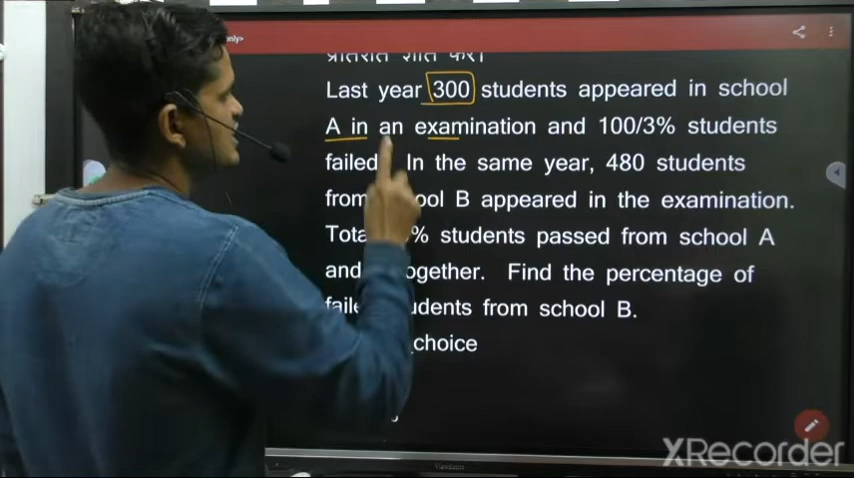 only>
Last year 300 students appeared in school
A in an examination and 100/3% students
failed In the same year, 480 students
from ool B appeared in the examination.
% students passed from school A
and ogether. Find the percentage of
udents from school B.
choice
XRecorder